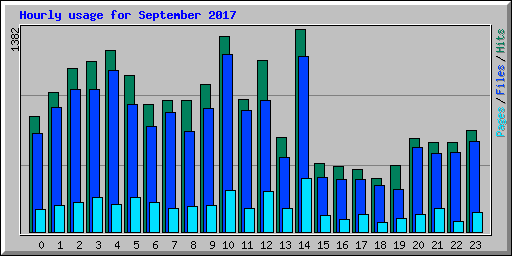 Hourly usage for September 2017
1382
Pages/Files/Hits
0 1 2 3 4 5 6 7 8 9 10 11 12 13 14 15 16 17 18 19 20 21 22 23